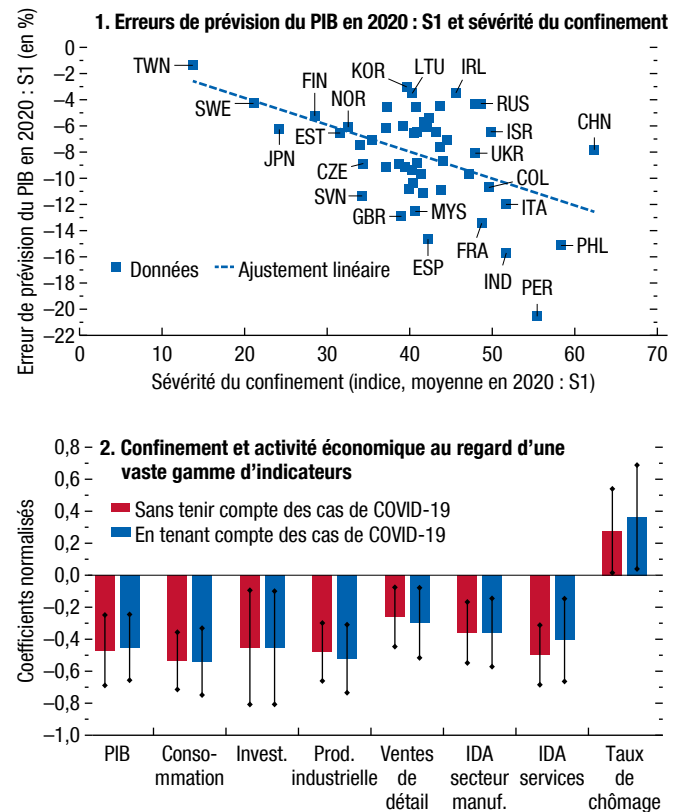 1. Erreurs de prévision du PIB en 2020 : S1 et sévérité du confinement
Erreur de prévision du PIB en 2020 : S1 (en %)
0
−2
−4
−6
−8
−10
−12
−14
−16
−18
−20
−22
TWN
KOR
LTU
IRL
FIN
NOR
RUS
SWE
CHN
EST
ISR
JPN
UKR
CZE
COL
SVN
ITA
GBR
MYS
FRA
PHL
ESP
IND
PER
Données
Ajustement linéaire
0 10 20 30 40 50 60 70
Sévérité du confinement (indice, moyenne en 2020 : S1)
2. Confinement et activité économique au regard d’une
vaste gamme d’indicateurs
Sans tenir compte des cas de COVID-19
En tenant compte des cas de COVID-19
Coefficients normalisés
0,8
0,6
0,4
0,2
0,0
−0,2
−0,4
−0,6
−0,8
−1,0
PIB
Conso-
mmation
Invest.
Prod.
industrielle
Ventes
de
détail
IDA
secteur
manuf.
IDA
services
Taux
de
chômage